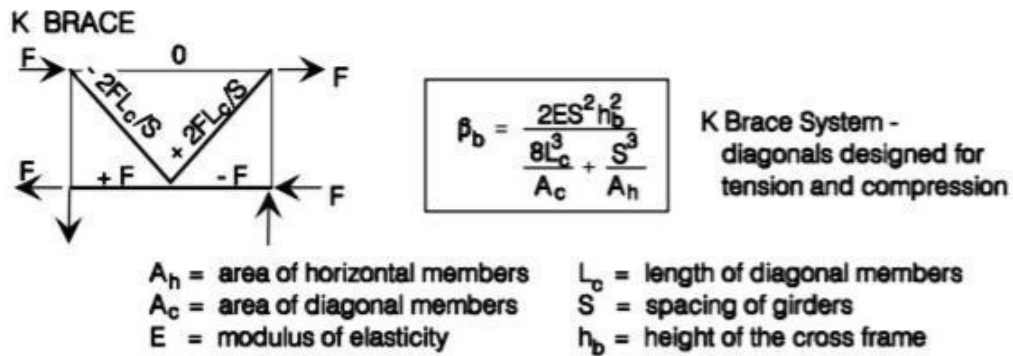 K BRACE
F 0 F
- 2FLc/S + 2FLc/S
F + F - F F
βb = 2ES²hb² / (8Lc³/Ac + S³/Ah)
K Brace System -
diagonals designed for
tension and compression
Ah = area of horizontal members
Ac = area of diagonal members
E = modulus of elasticity
Lc = length of diagonal members
S = spacing of girders
hb = height of the cross frame